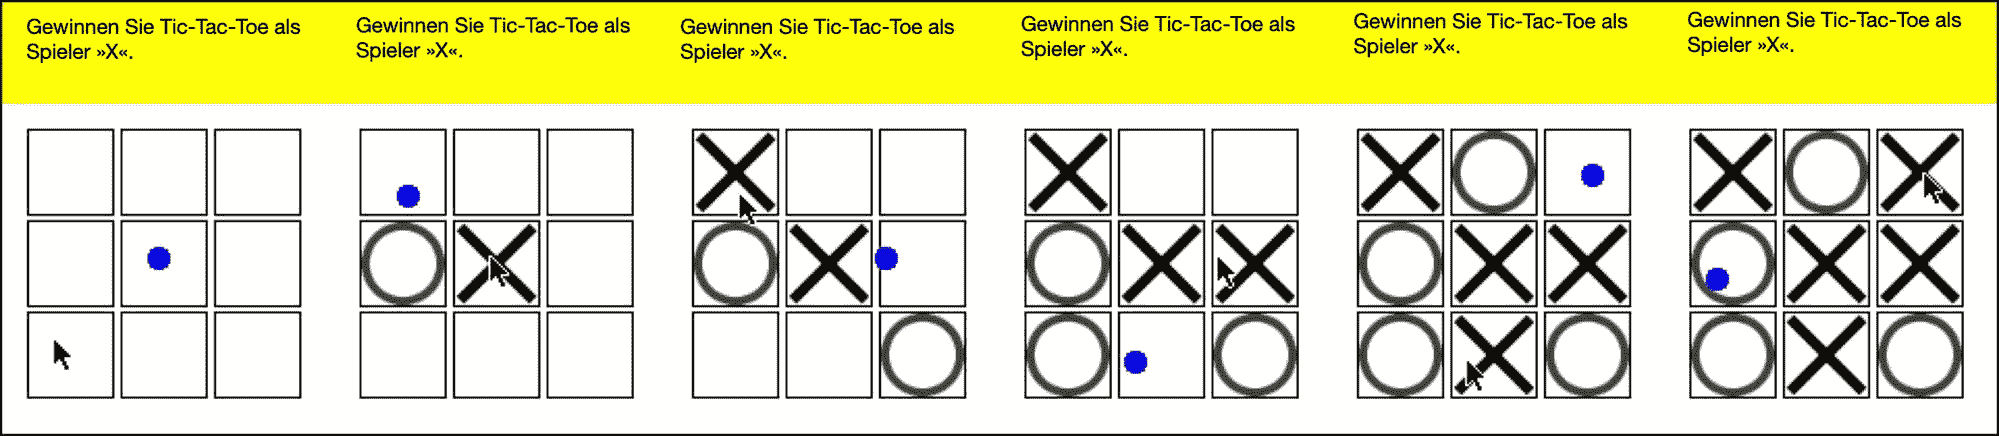 Gewinnen Sie Tic-Tac-Toe als
Spieler »X«.
Gewinnen Sie Tic-Tac-Toe als
Spieler »X«.
Gewinnen Sie Tic-Tac-Toe als
Spieler »X«.
Gewinnen Sie Tic-Tac-Toe als
Spieler »X«.
Gewinnen Sie Tic-Tac-Toe als
Spieler »X«.
Gewinnen Sie Tic-Tac-Toe als
Spieler »X«.